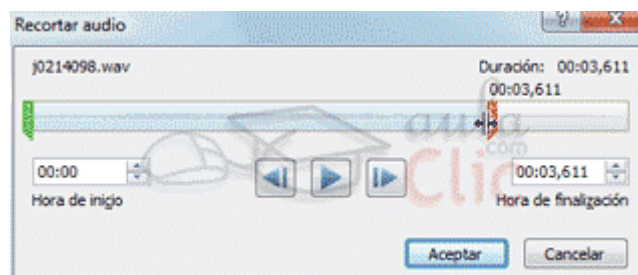 Recortar audio
j0214098.wav
Duración: 00:03,611
00:03,611
aula
Clic
.com
00:00
00:03,611
Hora de inicio
Hora de finalización
Aceptar
Cancelar